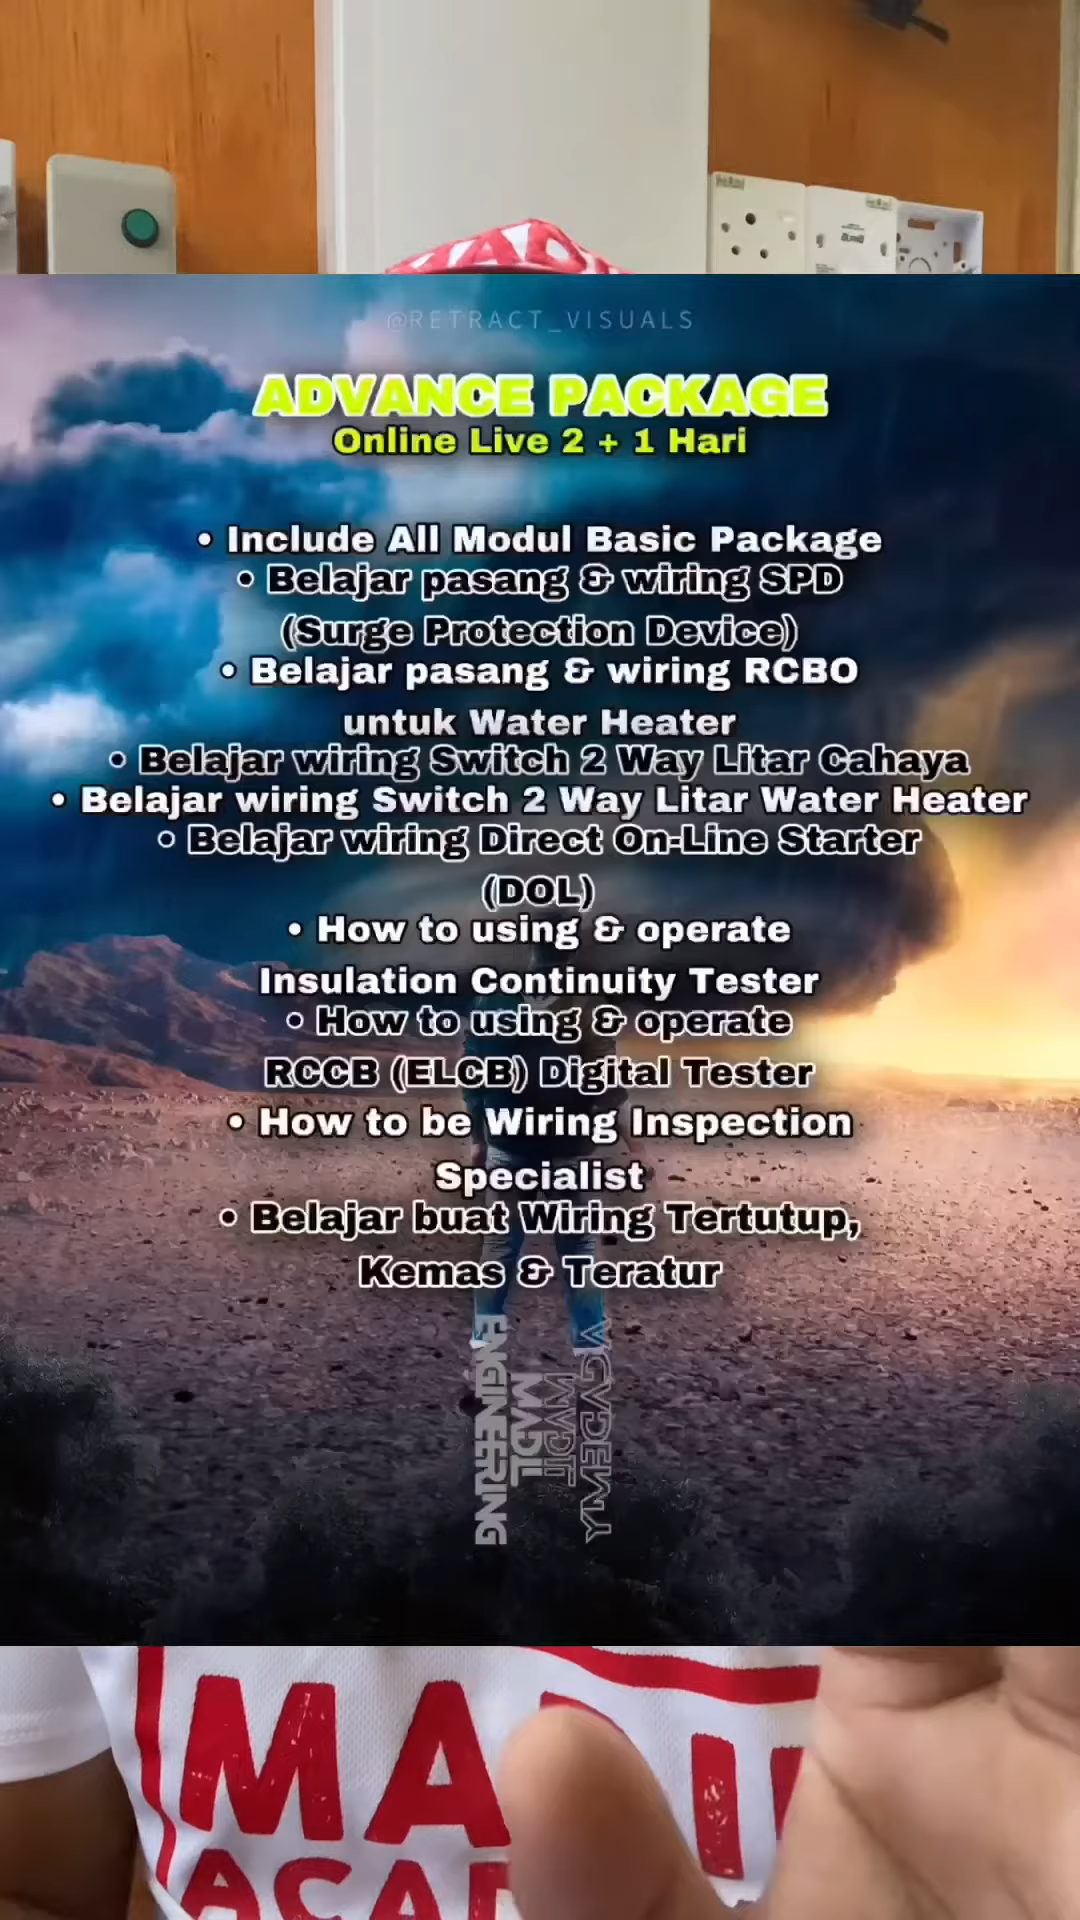 @RETRACT_VISUALS
ADVANCE PACKAGE
Online Live 2 + 1 Hari
• Include All Modul Basic Package
• Belajar pasang & wiring SPD
(Surge Protection Device)
• Belajar pasang & wiring RCBO
untuk Water Heater
• Belajar wiring Switch 2 Way Litar Cahaya
• Belajar wiring Switch 2 Way Litar Water Heater
• Belajar wiring Direct On-Line Starter
(DOL)
• How to using & operate
Insulation Continuity Tester
• How to using & operate
RCCB (ELCB) Digital Tester
• How to be Wiring Inspection
Specialist
• Belajar buat Wiring Tertutup,
Kemas & Teratur
ENGINEERING
MADIL
MADIL
ACADEMY